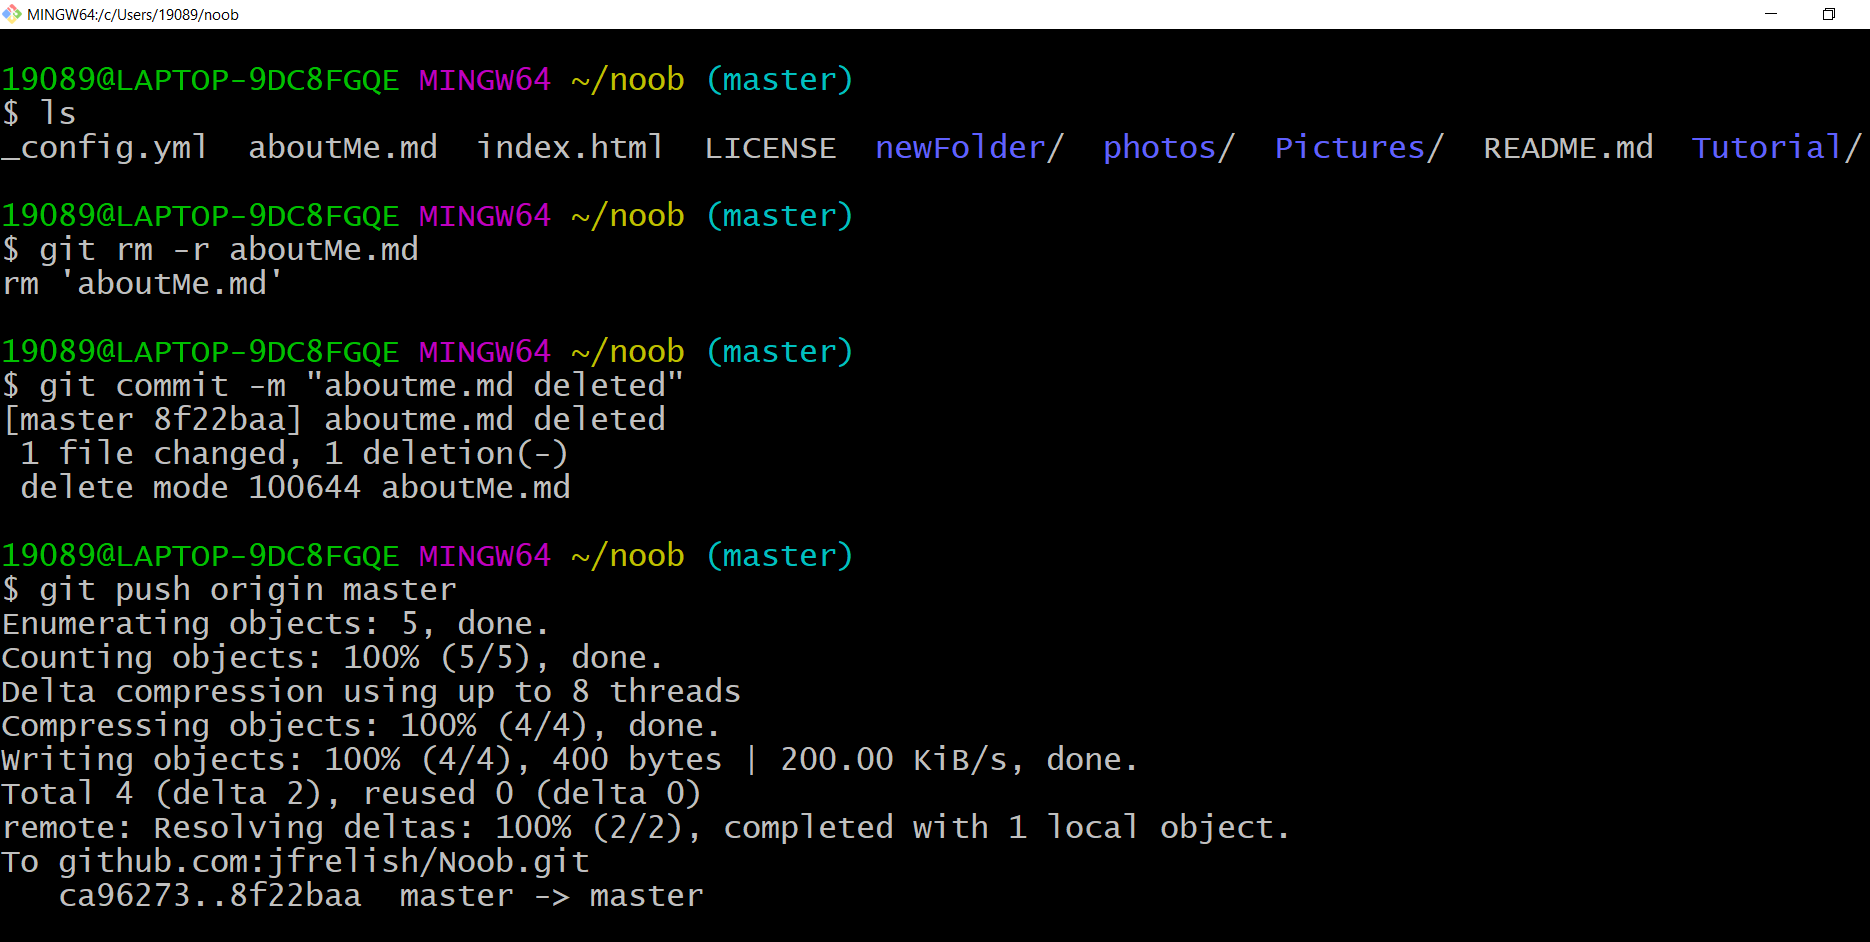 MINGW64:/c/Users/19089/noob
19089@LAPTOP-9DC8FGQE MINGW64 ~/noob (master)
$ ls
_config.yml  aboutMe.md  index.html  LICENSE  newFolder/  photos/  Pictures/  README.md  Tutorial/
19089@LAPTOP-9DC8FGQE MINGW64 ~/noob (master)
$ git rm -r aboutMe.md
rm 'aboutMe.md'
19089@LAPTOP-9DC8FGQE MINGW64 ~/noob (master)
$ git commit -m "aboutme.md deleted"
[master 8f22baa] aboutme.md deleted
 1 file changed, 1 deletion(-)
 delete mode 100644 aboutMe.md
19089@LAPTOP-9DC8FGQE MINGW64 ~/noob (master)
$ git push origin master
Enumerating objects: 5, done.
Counting objects: 100% (5/5), done.
Delta compression using up to 8 threads
Compressing objects: 100% (4/4), done.
Writing objects: 100% (4/4), 400 bytes | 200.00 KiB/s, done.
Total 4 (delta 2), reused 0 (delta 0)
remote: Resolving deltas: 100% (2/2), completed with 1 local object.
To github.com:jfrelish/Noob.git
   ca96273..8f22baa  master -> master